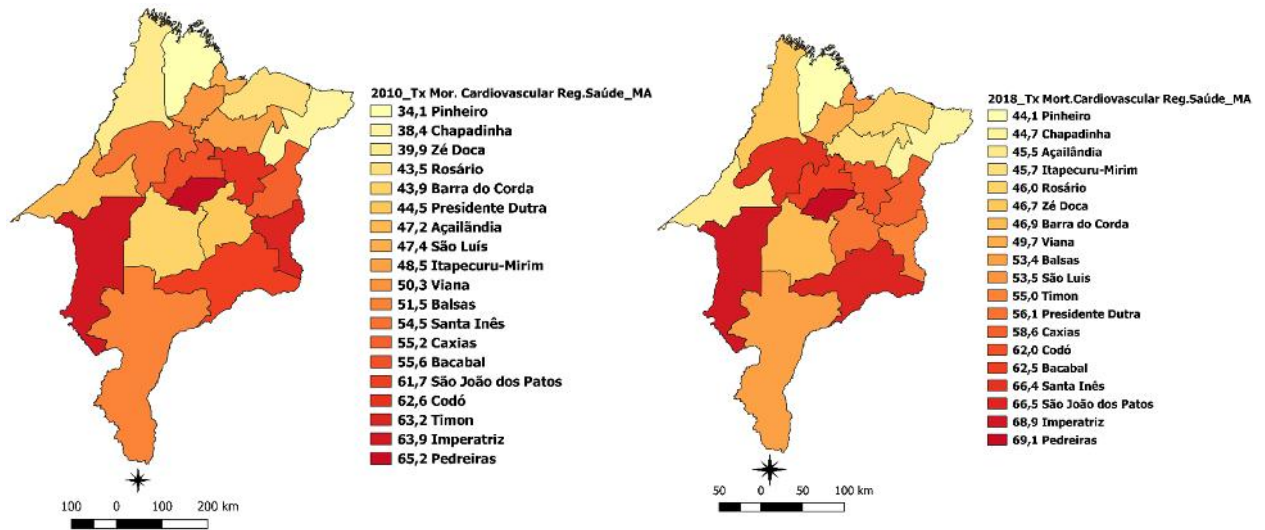 2010_Tx Mor. Cardiovascular Reg.Saúde_MA
34,1 Pinheiro
38,4 Chapadinha
39,9 Zé Doca
43,5 Rosário
43,9 Barra do Corda
44,5 Presidente Dutra
47,2 Açailândia
47,4 São Luís
48,5 Itapecuru-Mirim
50,3 Viana
51,5 Balsas
54,5 Santa Inês
55,2 Caxias
55,6 Bacabal
61,7 São João dos Patos
62,6 Codó
63,2 Timon
63,9 Imperatriz
65,2 Pedreiras
100 0 100 200 km
2018_Tx Mort.Cardiovascular Reg.Saúde_MA
44,1 Pinheiro
44,7 Chapadinha
45,5 Açailândia
45,7 Itapecuru-Mirim
46,0 Rosário
46,7 Zé Doca
46,9 Barra do Corda
49,7 Viana
53,4 Balsas
53,5 São Luis
55,0 Timon
56,1 Presidente Dutra
58,6 Caxias
62,0 Codó
62,5 Bacabal
66,4 Santa Inês
66,5 São João dos Patos
68,9 Imperatriz
69,1 Pedreiras
50 0 50 100 km